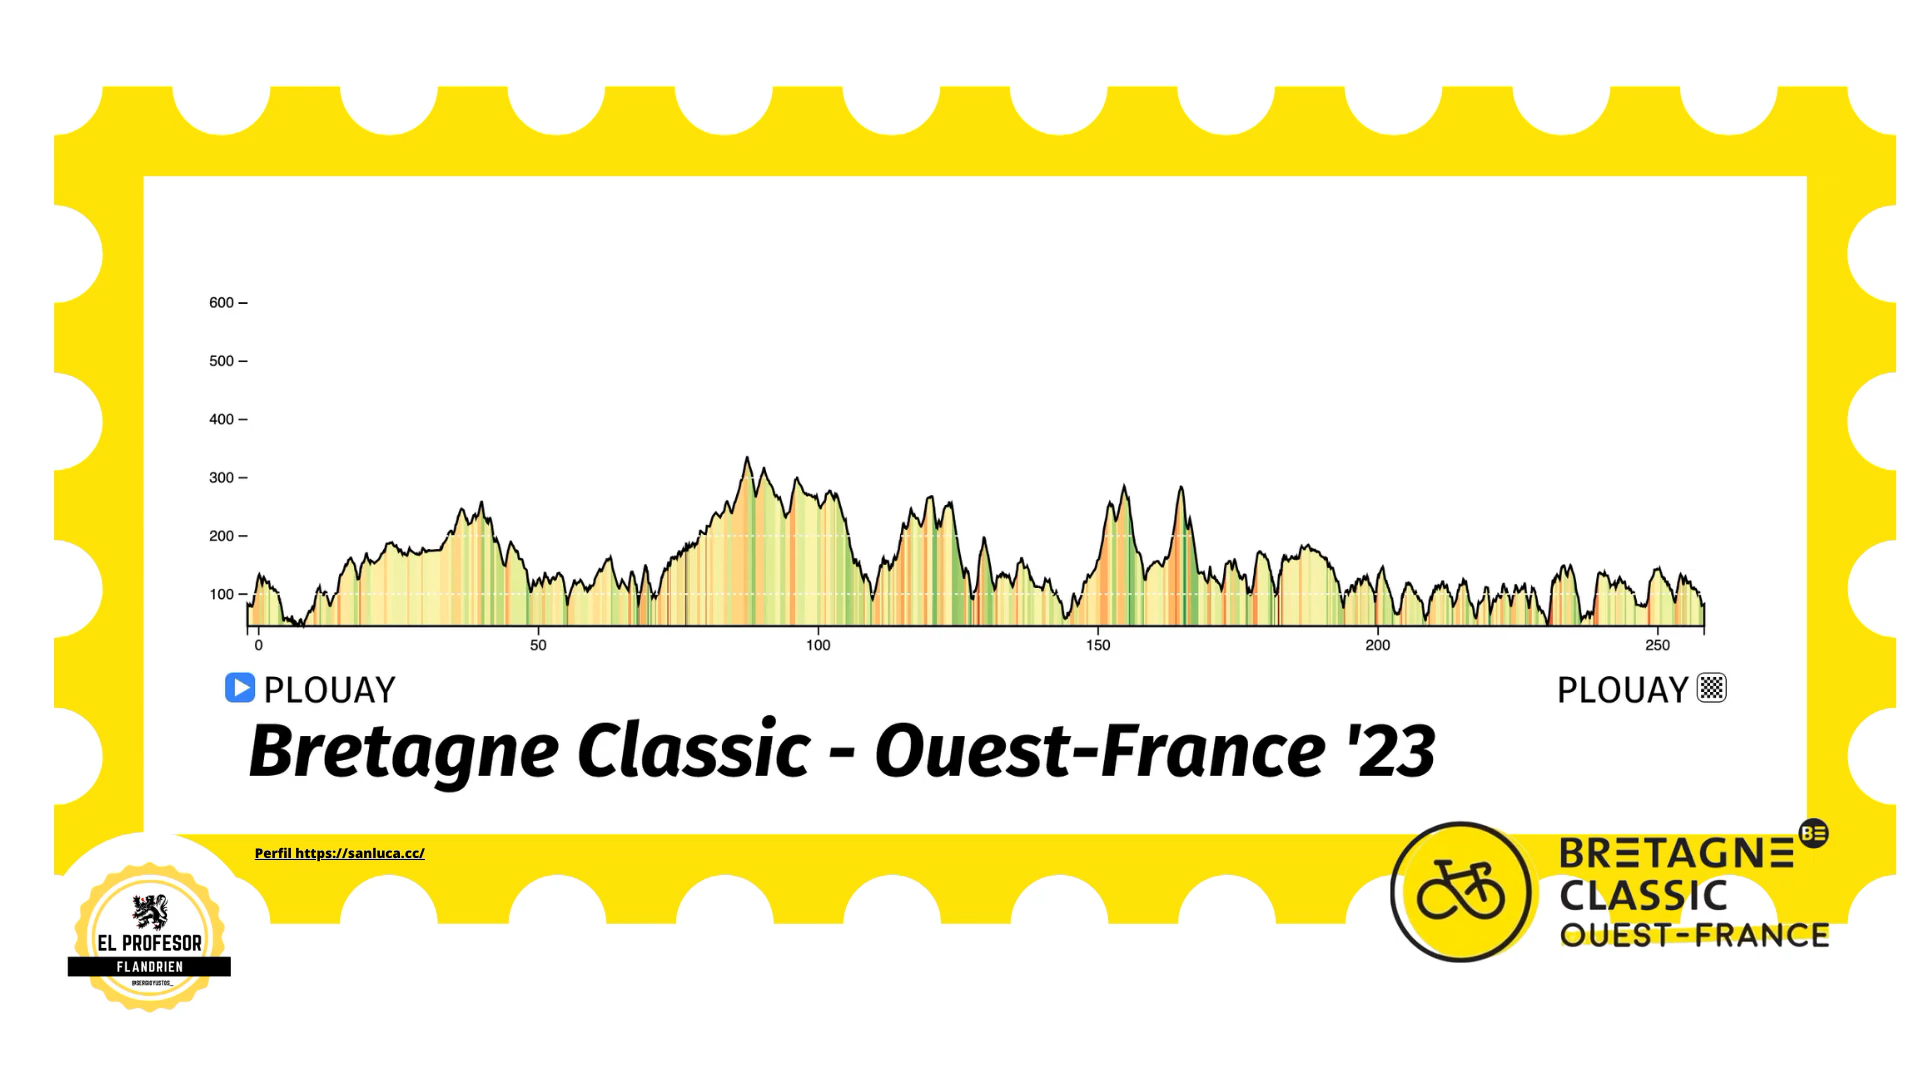 600
500
400
300
200
100
0 50 100 150 200 250
PLOUAY PLOUAY
Bretagne Classic - Ouest-France '23
Perfil https://sanluca.cc/
BE
BRETAGNE
CLASSIC
OUEST-FRANCE
EL PROFESOR
FLANDRIEN
@SERGIOYUSTOS_